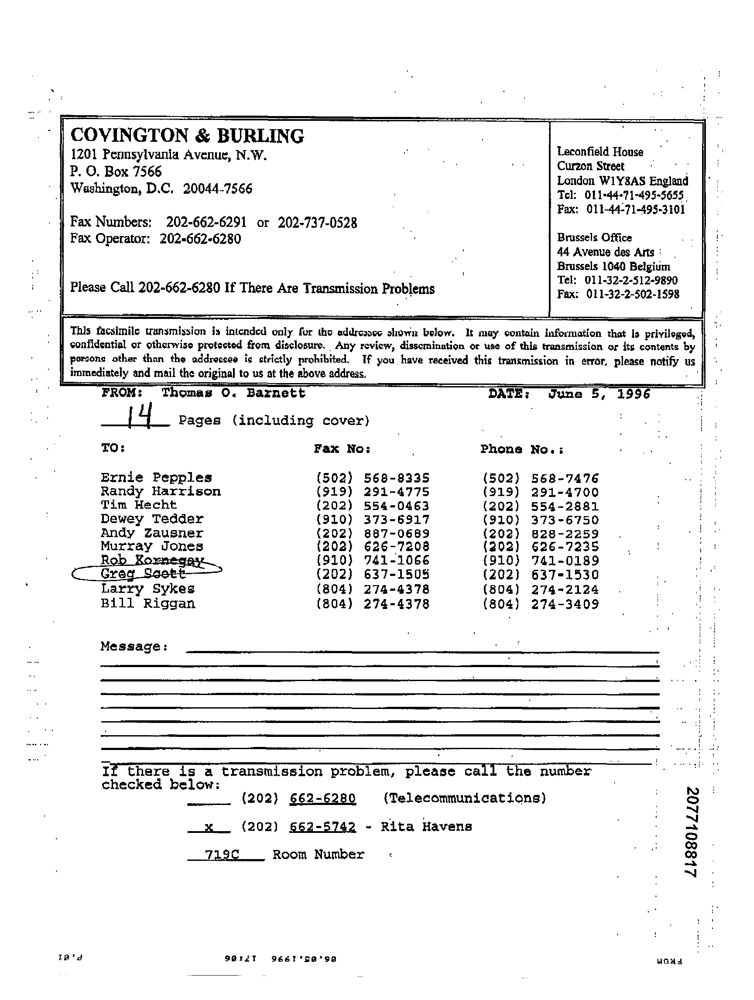 COVINGTON & BURLING
1201 Pennsylvania Avenue, N.W.
P. O. Box 7566
Washington, D.C. 20044-7566
Fax Numbers: 202-662-6291 or 202-737-0528
Fax Operator: 202-662-6280
Please Call 202-662-6280 If There Are Transmission Problems
Leconfield House
Curzon Street
London W1Y8AS England
Tel: 011-44-71-495-5655
Fax: 011-44-71-495-3101
Brussels Office
44 Avenue des Arts
Brussels 1040 Belgium
Tel: 011-32-2-512-9890
Fax: 011-32-2-502-1598
This facsimile transmission is intended only for the addressee shown below. It may contain information that is privileged,
confidential or otherwise protected from disclosure. Any review, dissemination or use of this transmission or its contents by
persons other than the addressee is strictly prohibited. If you have received this transmission in error, please notify us
immediately and mail the original to us at the above address.
FROM: Thomas O. Barnett DATE: June 5, 1996
14 Pages (including cover)
TO: Fax No: Phone No.:
Ernie Pepples (502) 568-8335 (502) 568-7476
Randy Harrison (919) 291-4775 (919) 291-4700
Tim Hecht (202) 554-0463 (202) 554-2881
Dewey Tedder (910) 373-6917 (910) 373-6750
Andy Zausner (202) 887-0689 (202) 828-2259
Murray Jones (202) 626-7208 (202) 626-7235
Rob Kornegay (910) 741-1066 (910) 741-0189
Greg Scott (202) 637-1505 (202) 637-1530
Larry Sykes (804) 274-4378 (804) 274-2124
Bill Riggan (804) 274-4378 (804) 274-3409
Message:
If there is a transmission problem, please call the number
checked below:
(202) 662-6280 (Telecommunications)
x (202) 662-5742 - Rita Havens
719C Room Number
2077108817
FROM 06.05.1996 17:06 P.01